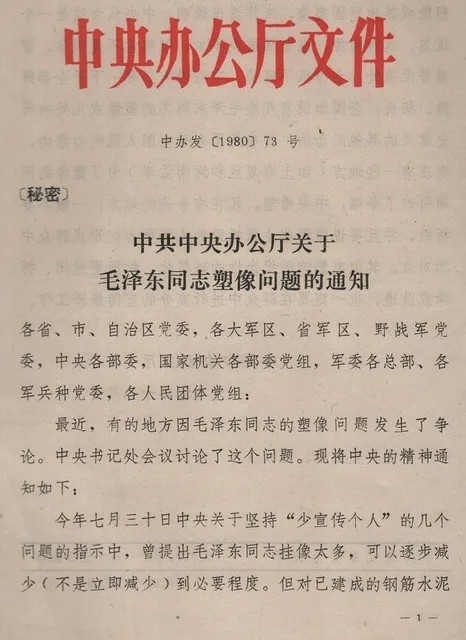 中央办公厅文件
中办发〔1980〕73 号
〔秘密〕
中共中央办公厅关于
毛泽东同志塑像问题的通知
各省、市、自治区党委，各大军区、省军区、野战军党
委，中央各部委，国家机关各部委党组，军委各总部、各
军兵种党委，各人民团体党组：
最近，有的地方因毛泽东同志的塑像问题发生了争
论。中央书记处会议讨论了这个问题。现将中央的精神通
知如下：
今年七月三十日中央关于坚持“少宣传个人”的几个
问题的指示中，曾提出毛泽东同志挂像太多，可以逐步减
少（不是立即减少）到必要程度。但对已建成的钢筋水泥
— 1 —